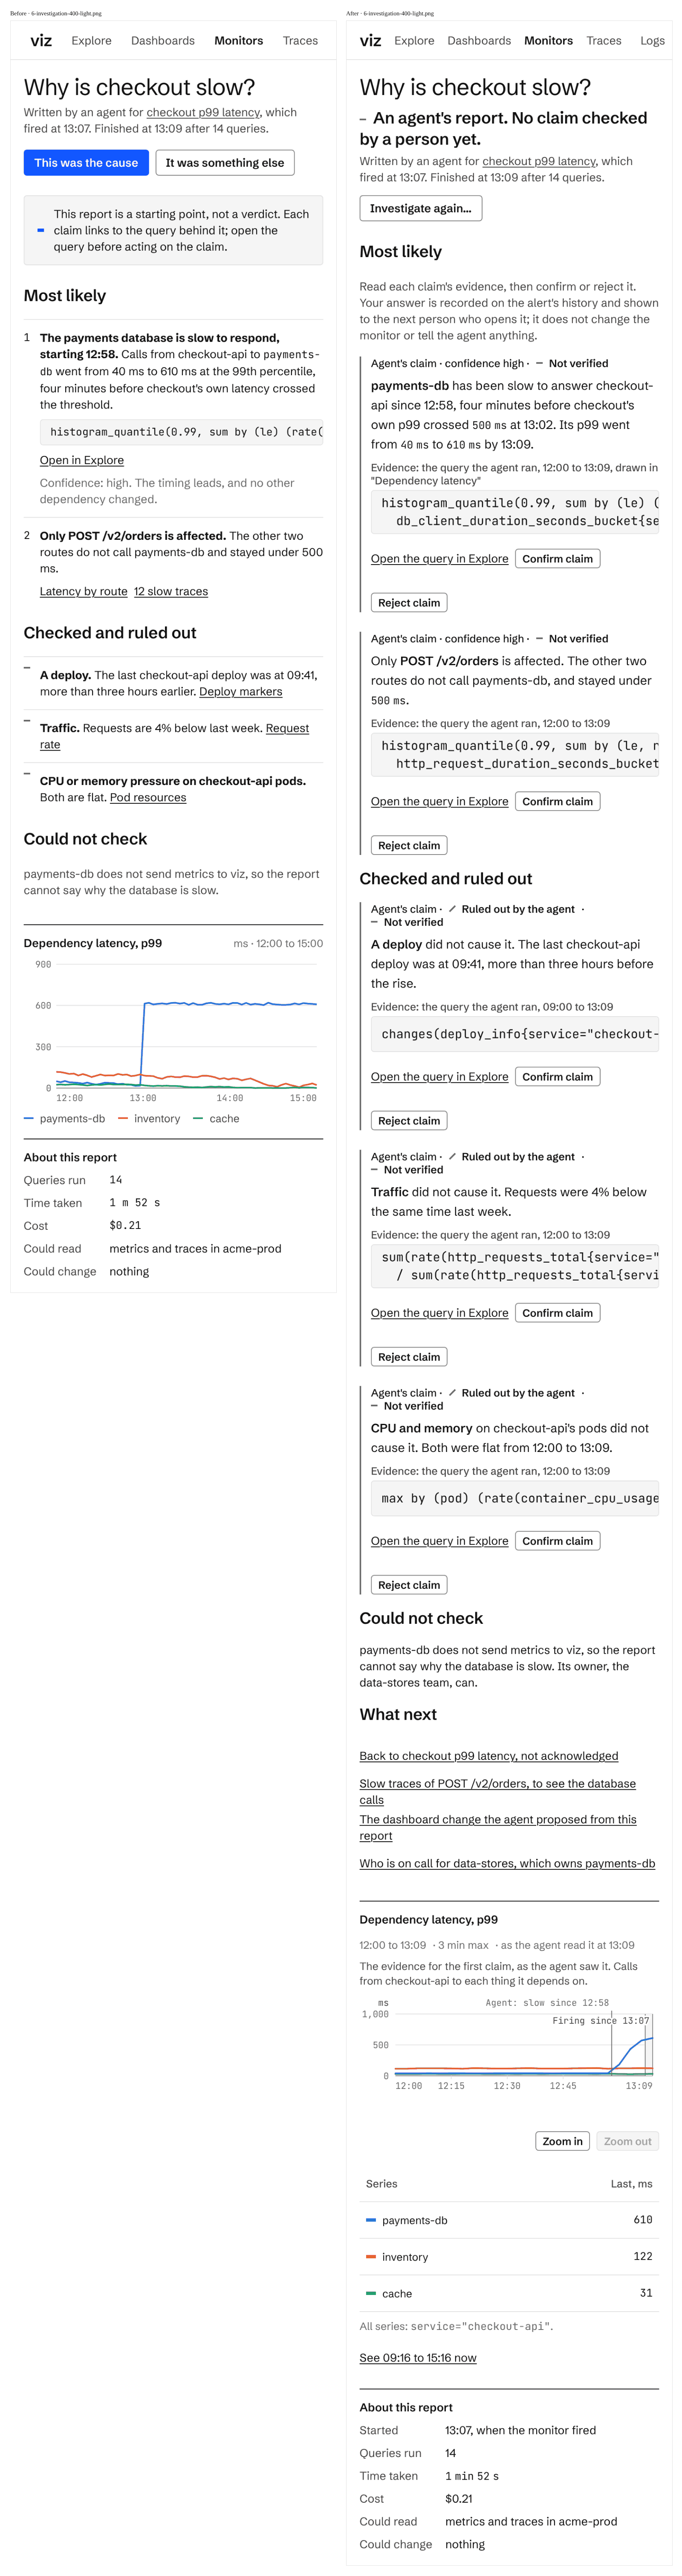 Before - 6-investigation-400-light.png
viz Explore Dashboards Monitors Traces
Why is checkout slow?
Written by an agent for checkout p99 latency, which
fired at 13:07. Finished at 13:09 after 14 queries.
This was the cause It was something else
This report is a starting point, not a verdict. Each
claim links to the query behind it; open the
query before acting on the claim.
Most likely
1 The payments database is slow to respond,
starting 12:58. Calls from checkout-api to payments-
db went from 40 ms to 610 ms at the 99th percentile,
four minutes before checkout's own latency crossed
the threshold.
histogram_quantile(0.99, sum by (le) (rate(
Open in Explore
Confidence: high. The timing leads, and no other
dependency changed.
2 Only POST /v2/orders is affected. The other two
routes do not call payments-db and stayed under 500
ms.
Latency by route 12 slow traces
Checked and ruled out
A deploy. The last checkout-api deploy was at 09:41,
more than three hours earlier. Deploy markers
Traffic. Requests are 4% below last week. Request
rate
CPU or memory pressure on checkout-api pods.
Both are flat. Pod resources
Could not check
payments-db does not send metrics to viz, so the report
cannot say why the database is slow.
Dependency latency, p99 ms · 12:00 to 15:00
900
600
300
0
12:00 13:00 14:00 15:00
payments-db inventory cache
About this report
Queries run 14
Time taken 1 m 52 s
Cost $0.21
Could read metrics and traces in acme-prod
Could change nothing
After - 6-investigation-400-light.png
viz Explore Dashboards Monitors Traces Logs
Why is checkout slow?
– An agent's report. No claim checked
by a person yet.
Written by an agent for checkout p99 latency, which
fired at 13:07. Finished at 13:09 after 14 queries.
Investigate again...
Most likely
Read each claim's evidence, then confirm or reject it.
Your answer is recorded on the alert's history and shown
to the next person who opens it; it does not change the
monitor or tell the agent anything.
Agent's claim · confidence high · – Not verified
payments-db has been slow to answer checkout-
api since 12:58, four minutes before checkout's
own p99 crossed 500 ms at 13:02. Its p99 went
from 40 ms to 610 ms by 13:09.
Evidence: the query the agent ran, 12:00 to 13:09, drawn in
"Dependency latency"
histogram_quantile(0.99, sum by (le) (
db_client_duration_seconds_bucket{se
Open the query in Explore Confirm claim
Reject claim
Agent's claim · confidence high · – Not verified
Only POST /v2/orders is affected. The other two
routes do not call payments-db, and stayed under
500 ms.
Evidence: the query the agent ran, 12:00 to 13:09
histogram_quantile(0.99, sum by (le, r
http_request_duration_seconds_bucket
Open the query in Explore Confirm claim
Reject claim
Checked and ruled out
Agent's claim · Ruled out by the agent ·
– Not verified
A deploy did not cause it. The last checkout-api
deploy was at 09:41, more than three hours before
the rise.
Evidence: the query the agent ran, 09:00 to 13:09
changes(deploy_info{service="checkout-
Open the query in Explore Confirm claim
Reject claim
Agent's claim · Ruled out by the agent ·
– Not verified
Traffic did not cause it. Requests were 4% below
the same time last week.
Evidence: the query the agent ran, 12:00 to 13:09
sum(rate(http_requests_total{service="
/ sum(rate(http_requests_total{servi
Open the query in Explore Confirm claim
Reject claim
Agent's claim · Ruled out by the agent ·
– Not verified
CPU and memory on checkout-api's pods did not
cause it. Both were flat from 12:00 to 13:09.
Evidence: the query the agent ran, 12:00 to 13:09
max by (pod) (rate(container_cpu_usage
Open the query in Explore Confirm claim
Reject claim
Could not check
payments-db does not send metrics to viz, so the report
cannot say why the database is slow. Its owner, the
data-stores team, can.
What next
Back to checkout p99 latency, not acknowledged
Slow traces of POST /v2/orders, to see the database
calls
The dashboard change the agent proposed from this
report
Who is on call for data-stores, which owns payments-db
Dependency latency, p99
12:00 to 13:09 · 3 min max · as the agent read it at 13:09
The evidence for the first claim, as the agent saw it. Calls
from checkout-api to each thing it depends on.
ms Agent: slow since 12:58
1,000
Firing since 13:07
500
0
12:00 12:15 12:30 12:45 13:09
Zoom in Zoom out
Series Last, ms
payments-db 610
inventory 122
cache 31
All series: service="checkout-api".
See 09:16 to 15:16 now
About this report
Started 13:07, when the monitor fired
Queries run 14
Time taken 1 min 52 s
Cost $0.21
Could read metrics and traces in acme-prod
Could change nothing